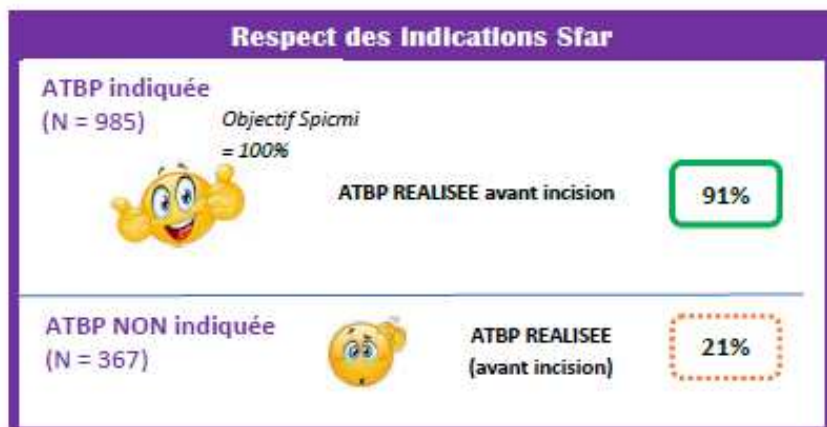 Respect des Indications Sfar
ATBP indiquée
(N = 985)
Objectif Spicmi
= 100%
ATBP REALISEE avant incision
91%
ATBP NON indiquée
(N = 367)
ATBP REALISEE
(avant incision)
21%